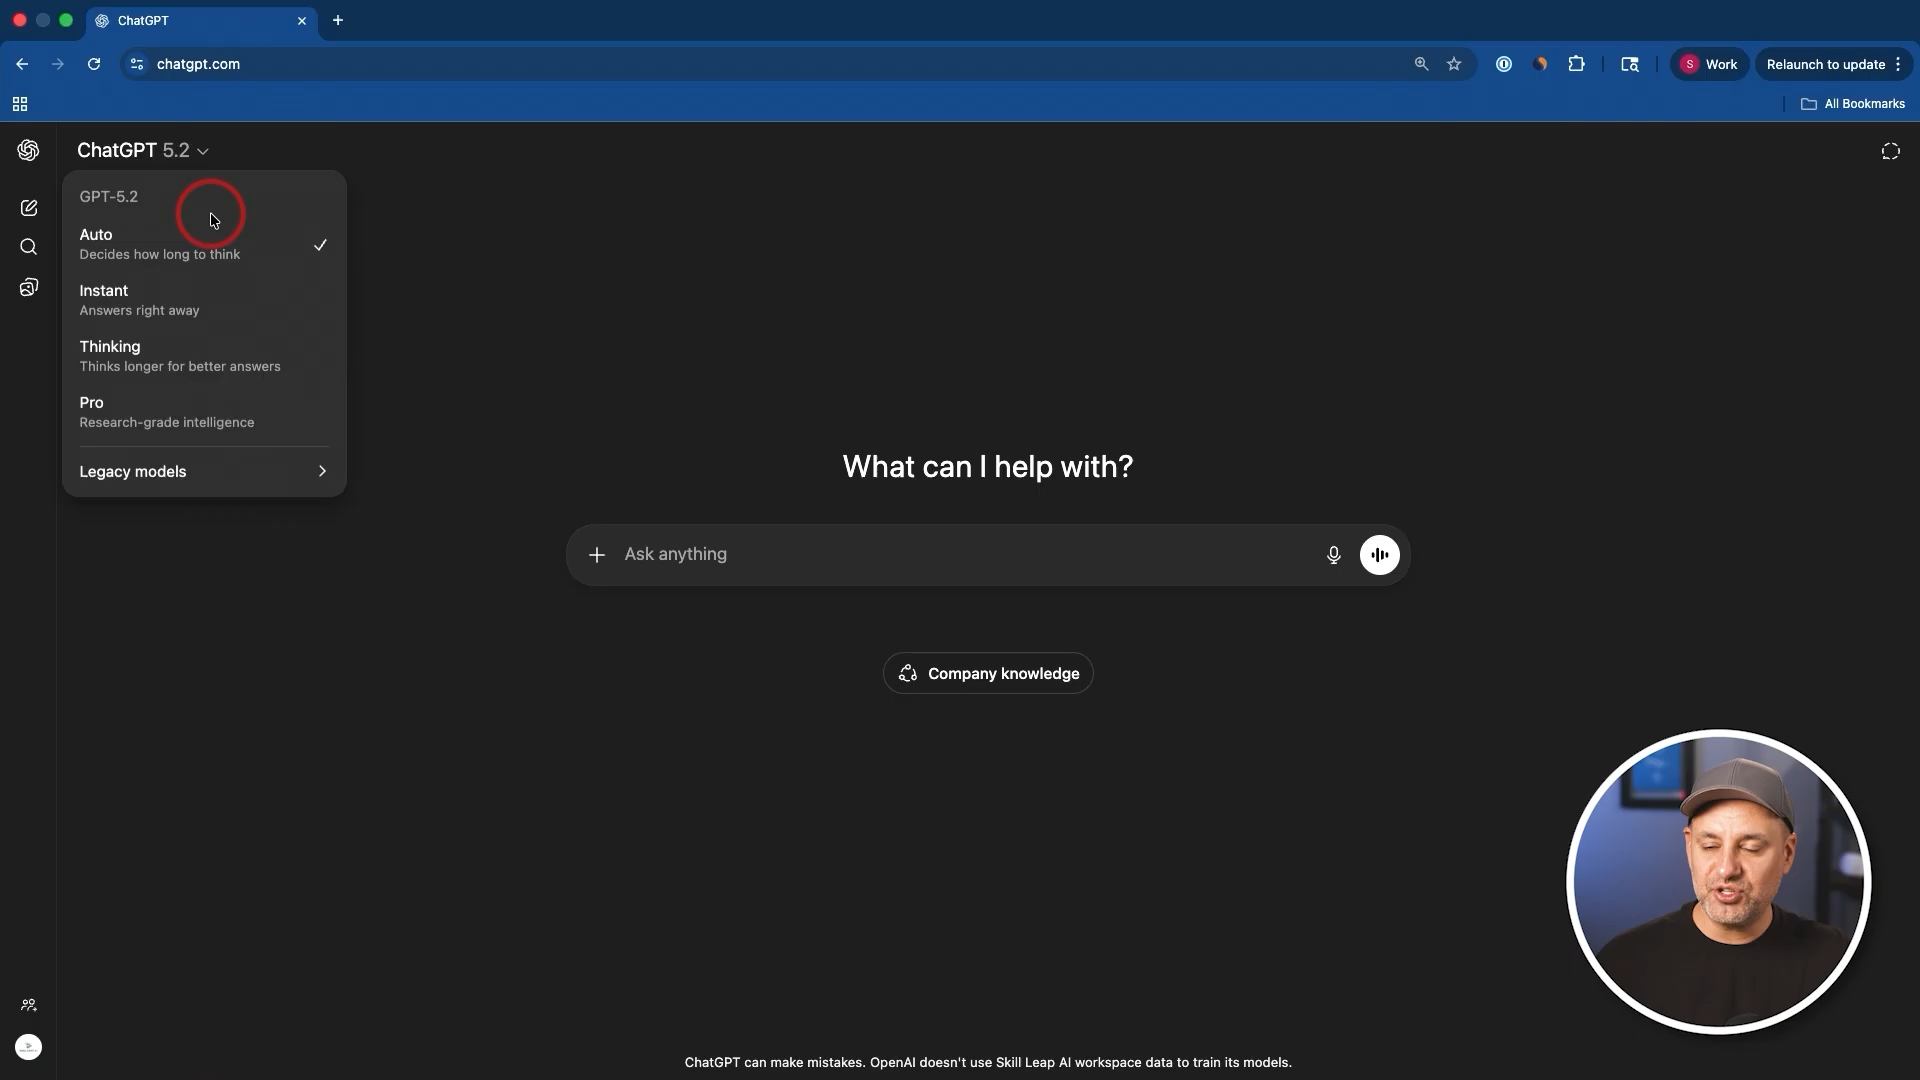 ChatGPT
chatgpt.com
S Work
Relaunch to update
All Bookmarks
ChatGPT 5.2
GPT-5.2
Auto
Decides how long to think
Instant
Answers right away
Thinking
Thinks longer for better answers
Pro
Research-grade intelligence
Legacy models
What can I help with?
Ask anything
Company knowledge
ChatGPT can make mistakes. OpenAI doesn't use Skill Leap AI workspace data to train its models.